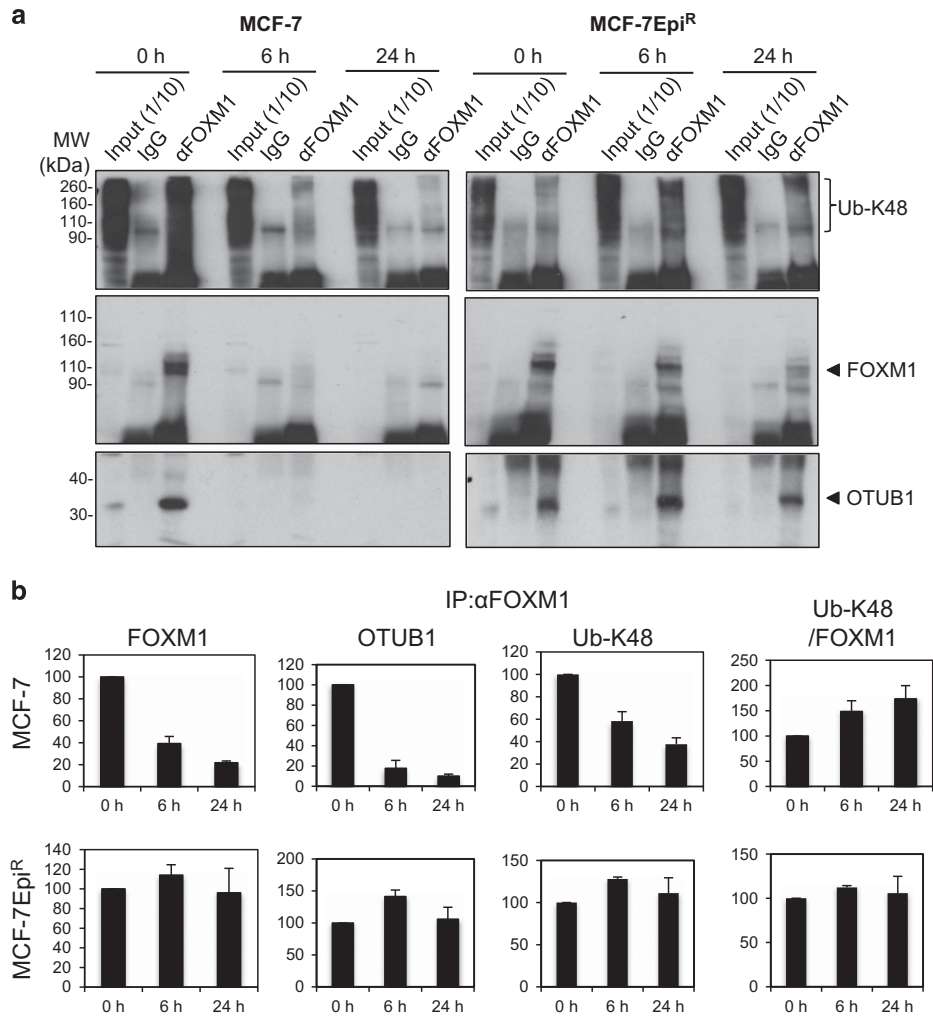 a
MCF-7 MCF-7Epiᴿ
0 h 6 h 24 h 0 h 6 h 24 h
Input (1/10) IgG αFOXM1 Input (1/10) IgG αFOXM1 Input (1/10) IgG αFOXM1 Input (1/10) IgG αFOXM1 Input (1/10) IgG αFOXM1 Input (1/10) IgG αFOXM1
MW
(kDa)
260-
160-
110-
90-
Ub-K48
110-
160-
110-
90-
FOXM1
40-
30-
OTUB1
b
IP:αFOXM1
FOXM1 OTUB1 Ub-K48 Ub-K48
/FOXM1
MCF-7
120
100
80
60
40
20
0
0 h 6 h 24 h
120
100
80
60
40
20
0
0 h 6 h 24 h
120
100
80
60
40
20
0
0 h 6 h 24 h
250
200
150
100
50
0
0 h 6 h 24 h
MCF-7Epiᴿ
140
120
100
80
60
40
20
0
0 h 6 h 24 h
200
150
100
50
0
0 h 6 h 24 h
150
100
50
0
0 h 6 h 24 h
150
100
50
0
0 h 6 h 24 h